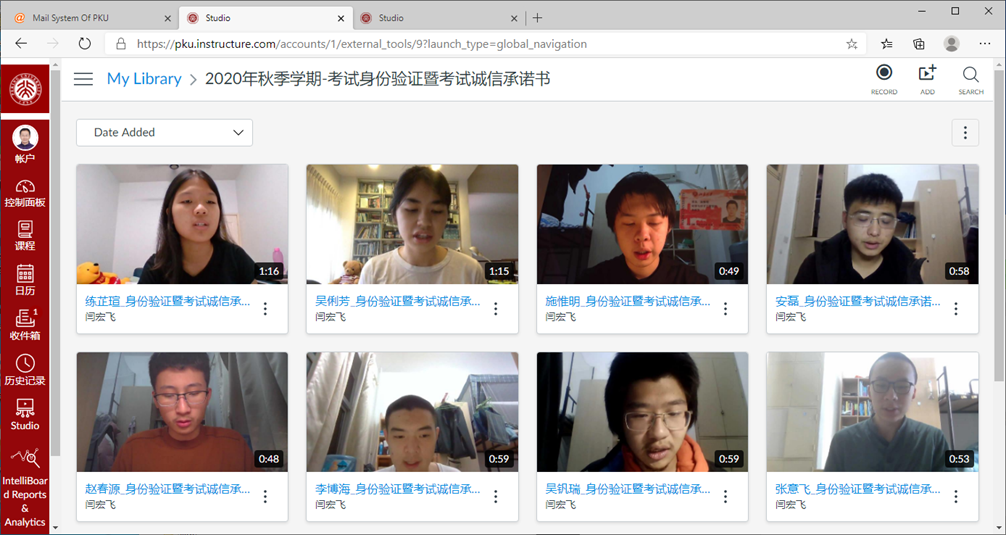 Mail System Of PKU
Studio
Studio
https://pku.instructure.com/accounts/1/external_tools/9?launch_type=global_navigation
My Library > 2020年秋季学期-考试身份验证暨考试诚信承诺书
RECORD
ADD
SEARCH
帐户
控制面板
课程
日历
1
收件箱
历史记录
Studio
IntelliBoar
d Reports
&
Analytics
Date Added
1:16
1:15
0:49
0:58
练芷瑄_身份验证暨考试诚信承...
闫宏飞
吴俐芳_身份验证暨考试诚信承...
闫宏飞
施惟明_身份验证暨考试诚信承...
闫宏飞
安磊_身份验证暨考试诚信承诺...
闫宏飞
0:48
0:59
0:59
0:53
赵春源_身份验证暨考试诚信承...
闫宏飞
李博海_身份验证暨考试诚信承...
闫宏飞
吴钒瑞_身份验证暨考试诚信承...
闫宏飞
张意飞_身份验证暨考试诚信承...
闫宏飞